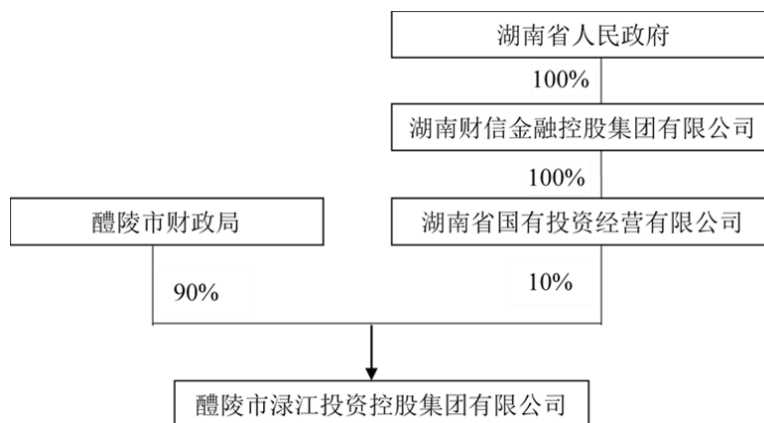 湖南省人民政府
100%
湖南财信金融控股集团有限公司
100%
醴陵市财政局
湖南省国有投资经营有限公司
90%
10%
醴陵市渌江投资控股集团有限公司